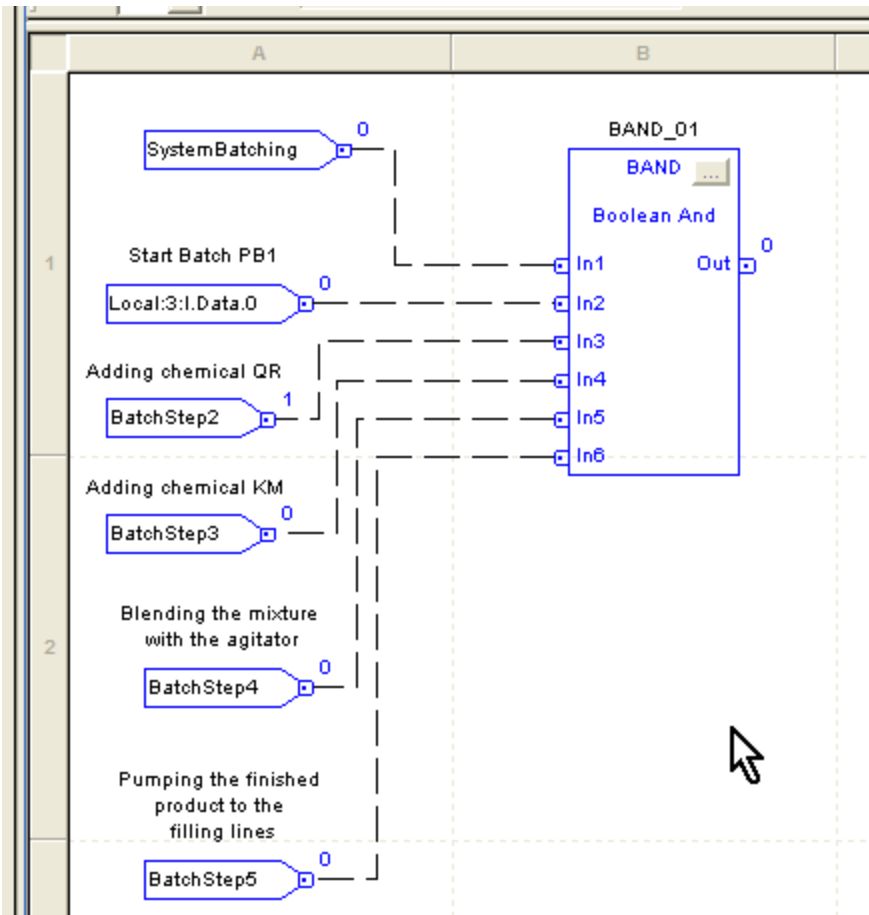 A
B
SystemBatching
0
BAND_01
BAND ...
Boolean And
1
Start Batch PB1
In1
Out
0
Local:3:I.Data.0
0
In2
In3
Adding chemical QR
In4
BatchStep2
1
In5
In6
Adding chemical KM
BatchStep3
0
2
Blending the mixture
with the agitator
BatchStep4
0
Pumping the finished
product to the
filling lines
BatchStep5
0